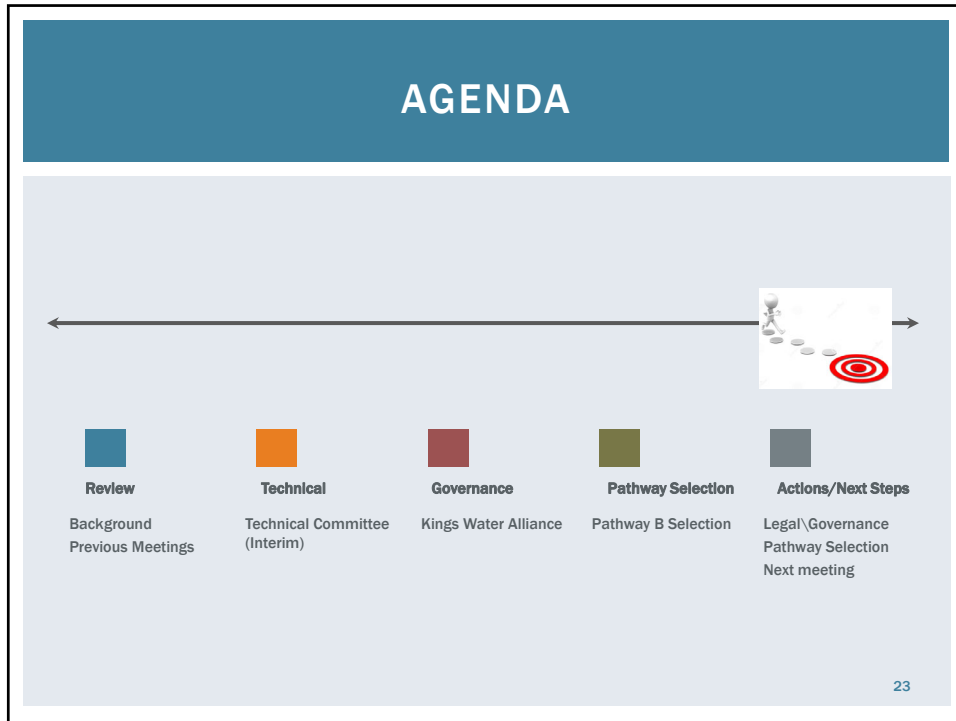 AGENDA
Review
Background
Previous Meetings
Technical
Technical Committee
(Interim)
Governance
Kings Water Alliance
Pathway Selection
Pathway B Selection
Actions/Next Steps
Legal\Governance
Pathway Selection
Next meeting
23